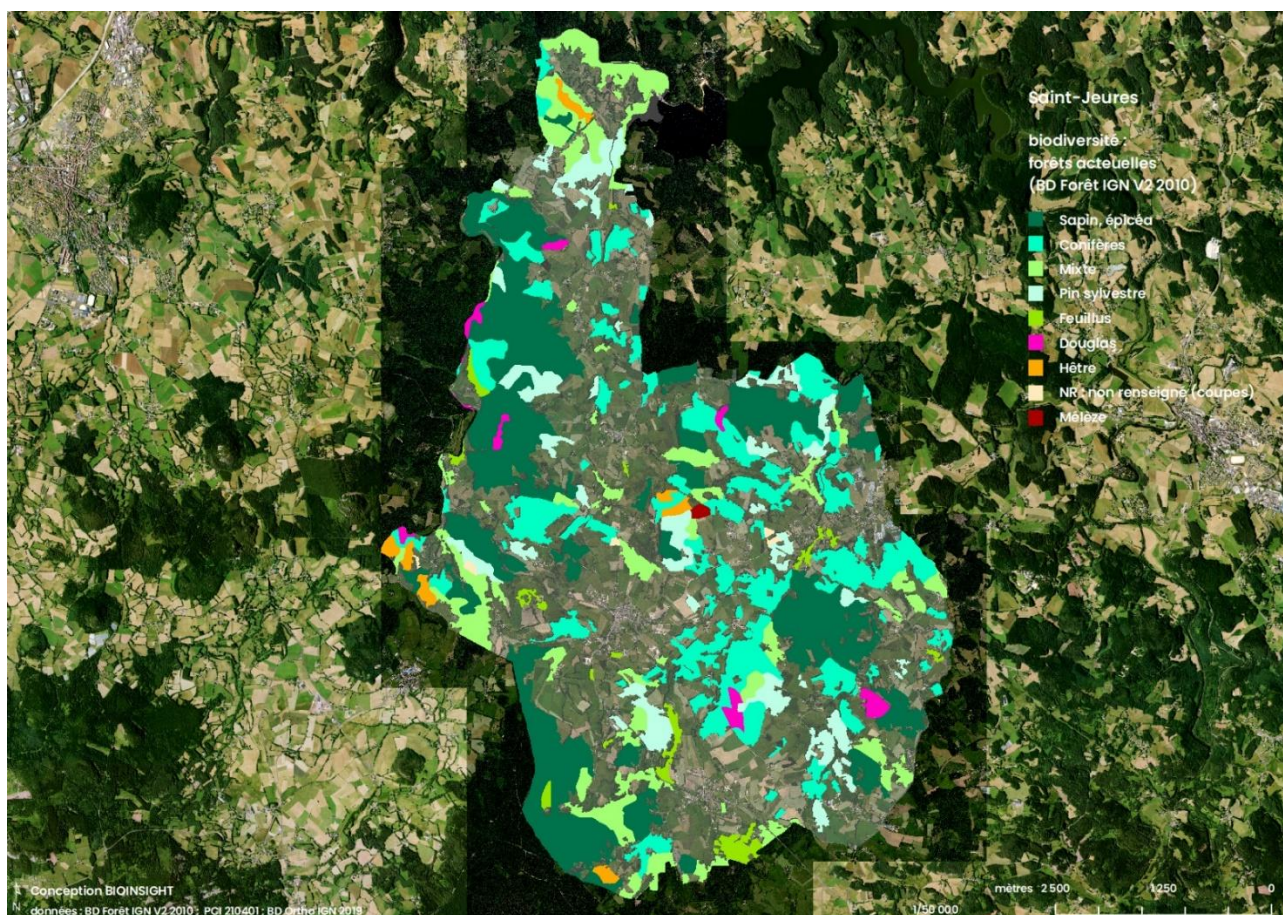 Saint-Jeures
biodiversité :
forêts acteuelles
(BD Forêt IGN V2 2010)
Sapin, épicéa
Conifères
Mixte
Pin sylvestre
Feuillus
Douglas
Hêtre
NR : non renseigné (coupes)
Mélèze
N
Conception BIOINSIGHT
données : BD Forêt IGN V2 2010 ; PCI 210401 ; BD Ortho IGN 2019
mètres 2 500 1 250 0
1/50 000